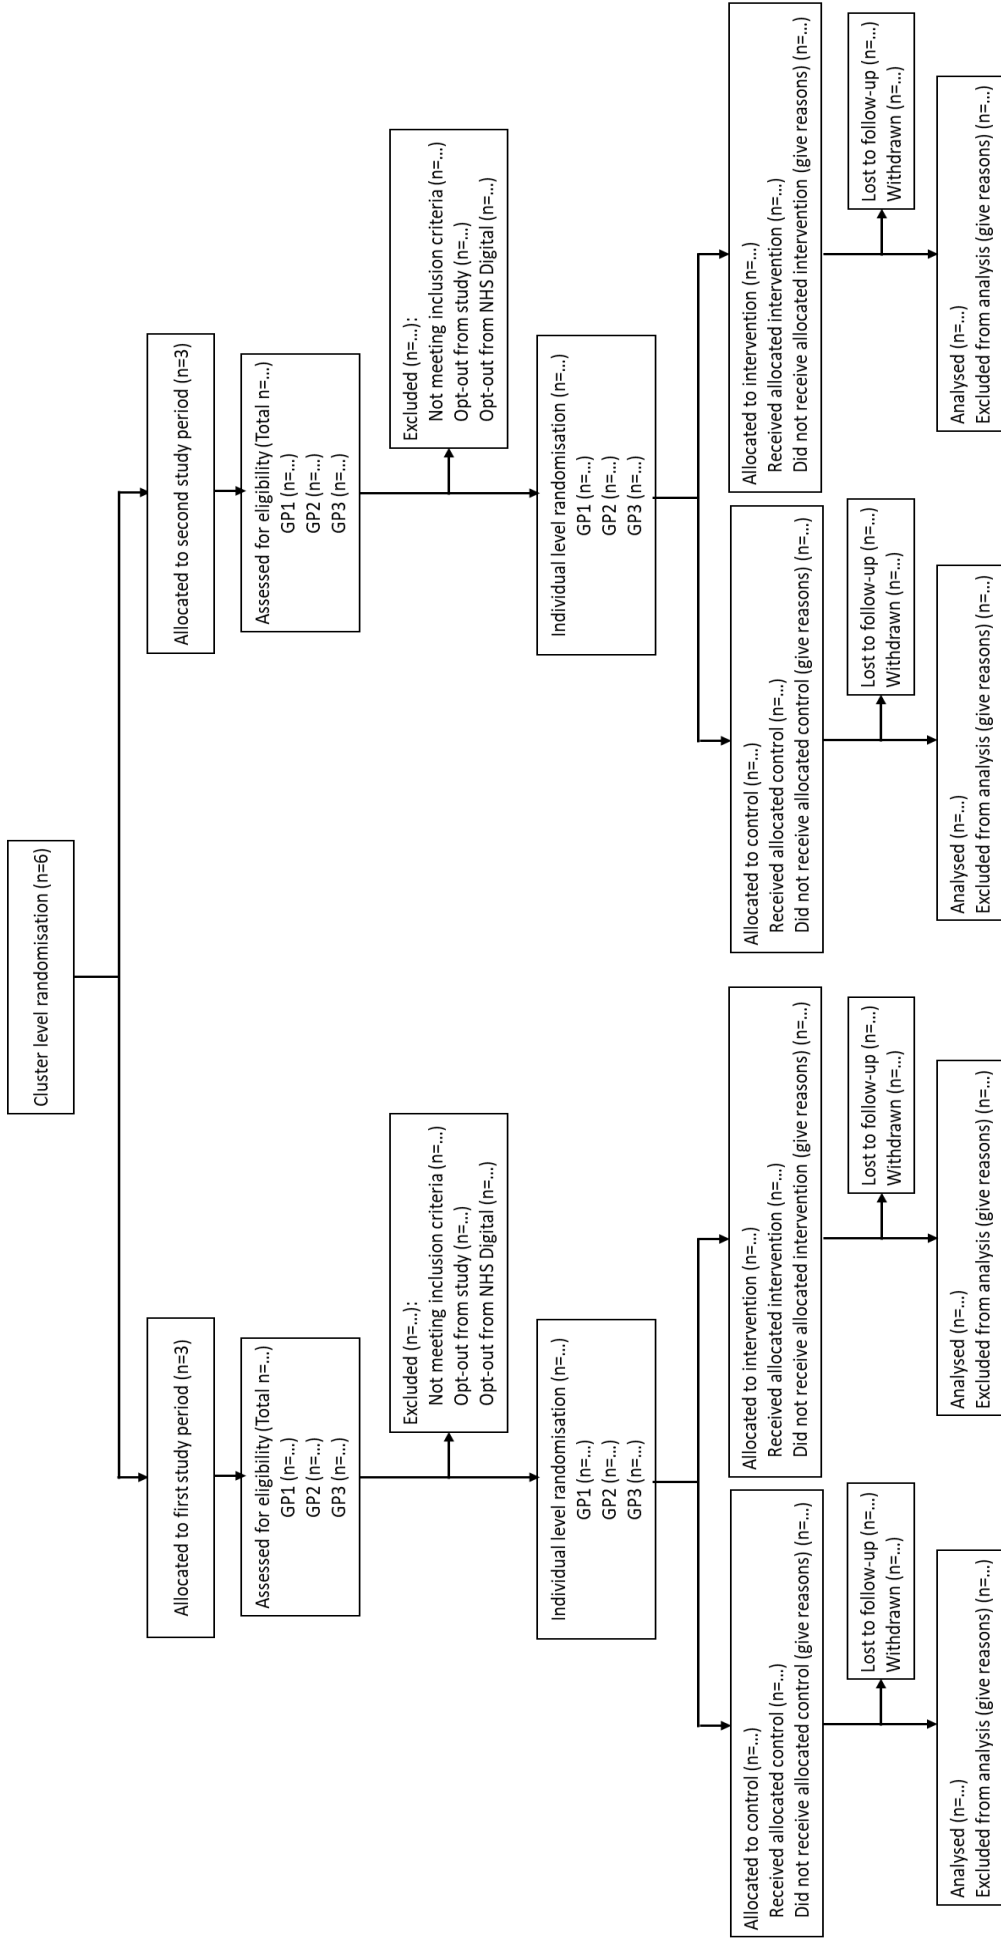 Cluster level randomisation (n=6)
Allocated to first study period (n=3)
Allocated to second study period (n=3)
Assessed for eligibility (Total n=...)
GP1 (n=...)
GP2 (n=...)
GP3 (n=...)
Assessed for eligibility (Total n=...)
GP1 (n=...)
GP2 (n=...)
GP3 (n=...)
Excluded (n=...):
Not meeting inclusion criteria (n=...)
Opt-out from study (n=...)
Opt-out from NHS Digital (n=...)
Excluded (n=...):
Not meeting inclusion criteria (n=...)
Opt-out from study (n=...)
Opt-out from NHS Digital (n=...)
Individual level randomisation (n=...)
GP1 (n=...)
GP2 (n=...)
GP3 (n=...)
Individual level randomisation (n=...)
GP1 (n=...)
GP2 (n=...)
GP3 (n=...)
Allocated to control (n=...)
Received allocated control (n=...)
Did not receive allocated control (give reasons) (n=...)
Allocated to intervention (n=...)
Received allocated intervention (n=...)
Did not receive allocated intervention (give reasons) (n=...)
Allocated to control (n=...)
Received allocated control (n=...)
Did not receive allocated control (give reasons) (n=...)
Allocated to intervention (n=...)
Received allocated intervention (n=...)
Did not receive allocated intervention (give reasons) (n=...)
Lost to follow-up (n=...)
Withdrawn (n=...)
Lost to follow-up (n=...)
Withdrawn (n=...)
Lost to follow-up (n=...)
Withdrawn (n=...)
Lost to follow-up (n=...)
Withdrawn (n=...)
Analysed (n=...)
Excluded from analysis (give reasons) (n=...)
Analysed (n=...)
Excluded from analysis (give reasons) (n=...)
Analysed (n=...)
Excluded from analysis (give reasons) (n=...)
Analysed (n=...)
Excluded from analysis (give reasons) (n=...)